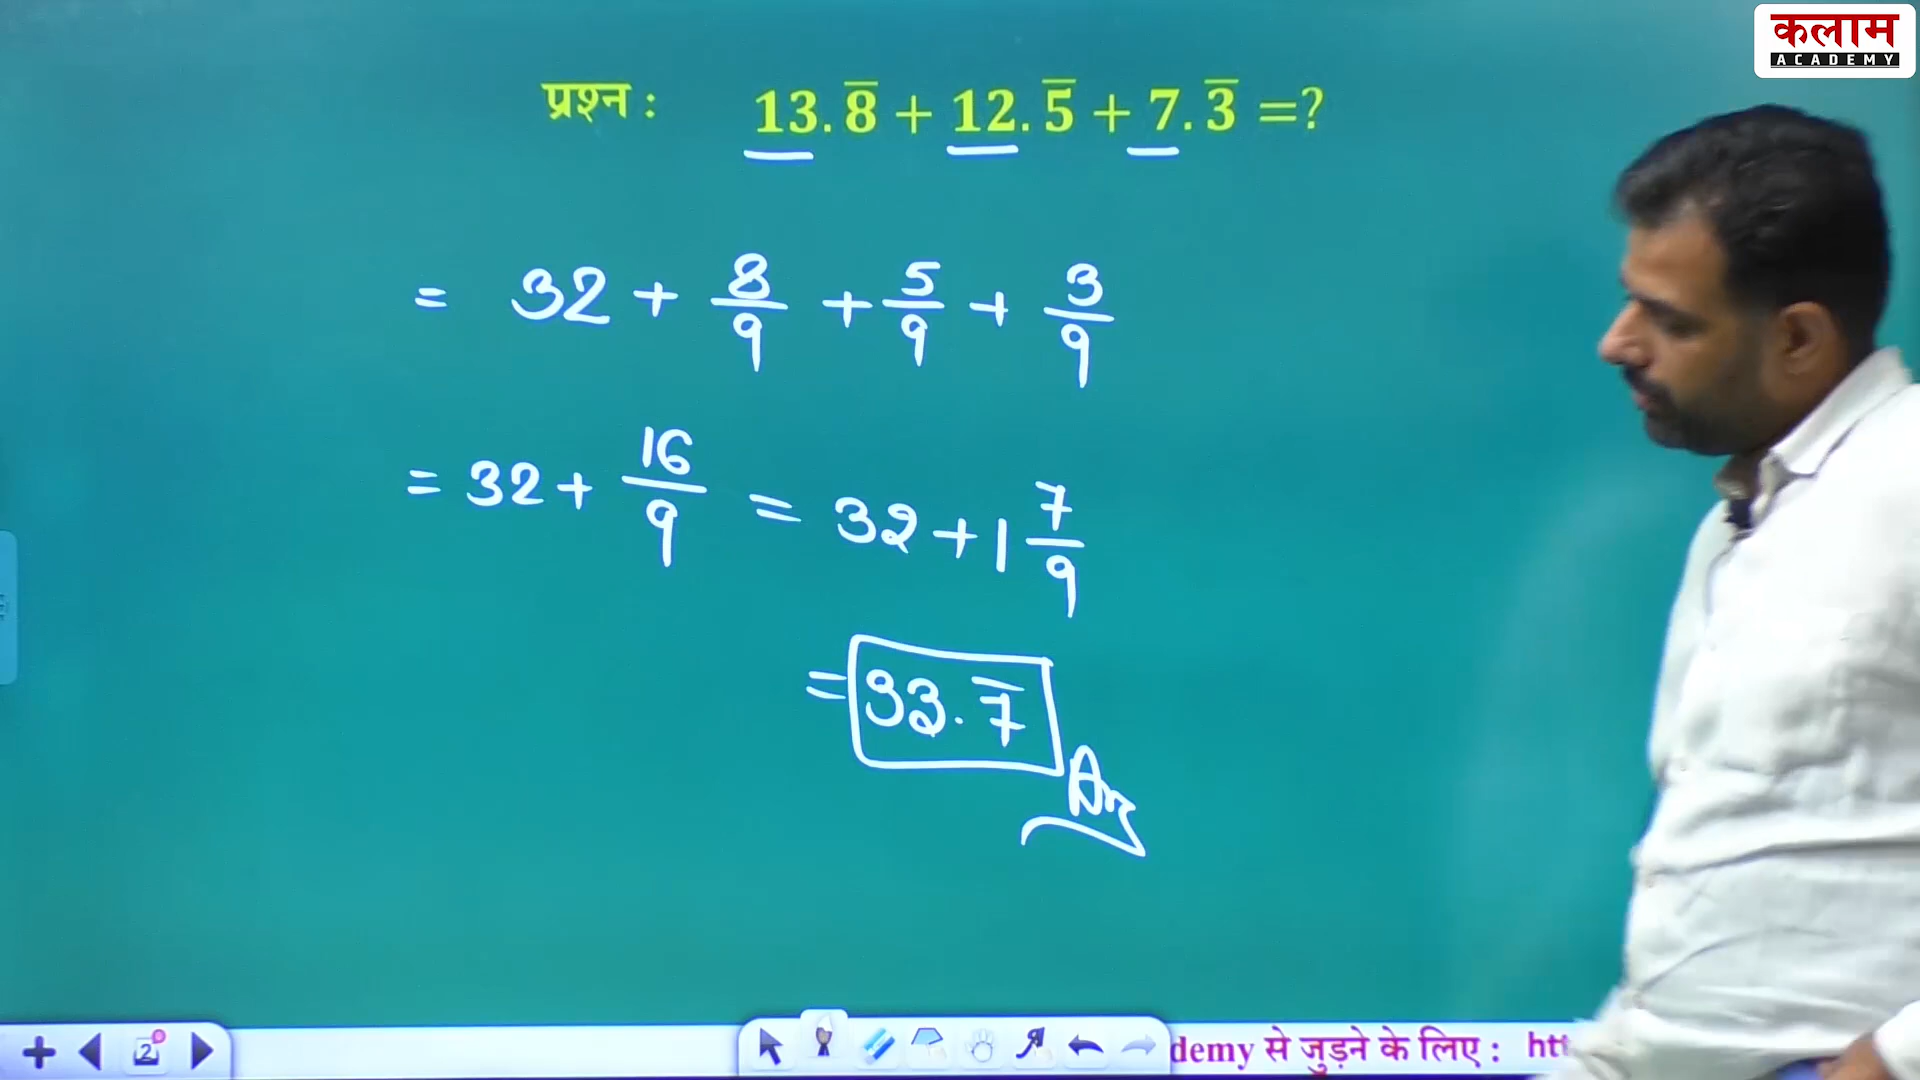 कलाम
ACADEMY
प्रश्न : 13.8̅ + 12.5̅ + 7.3̅ =?
= 32 + 8/9 + 5/9 + 3/9
= 32 + 16/9 = 32 + 1 7/9
= 33.7̅
Ans
2
demy से जुड़ने के लिए : htt